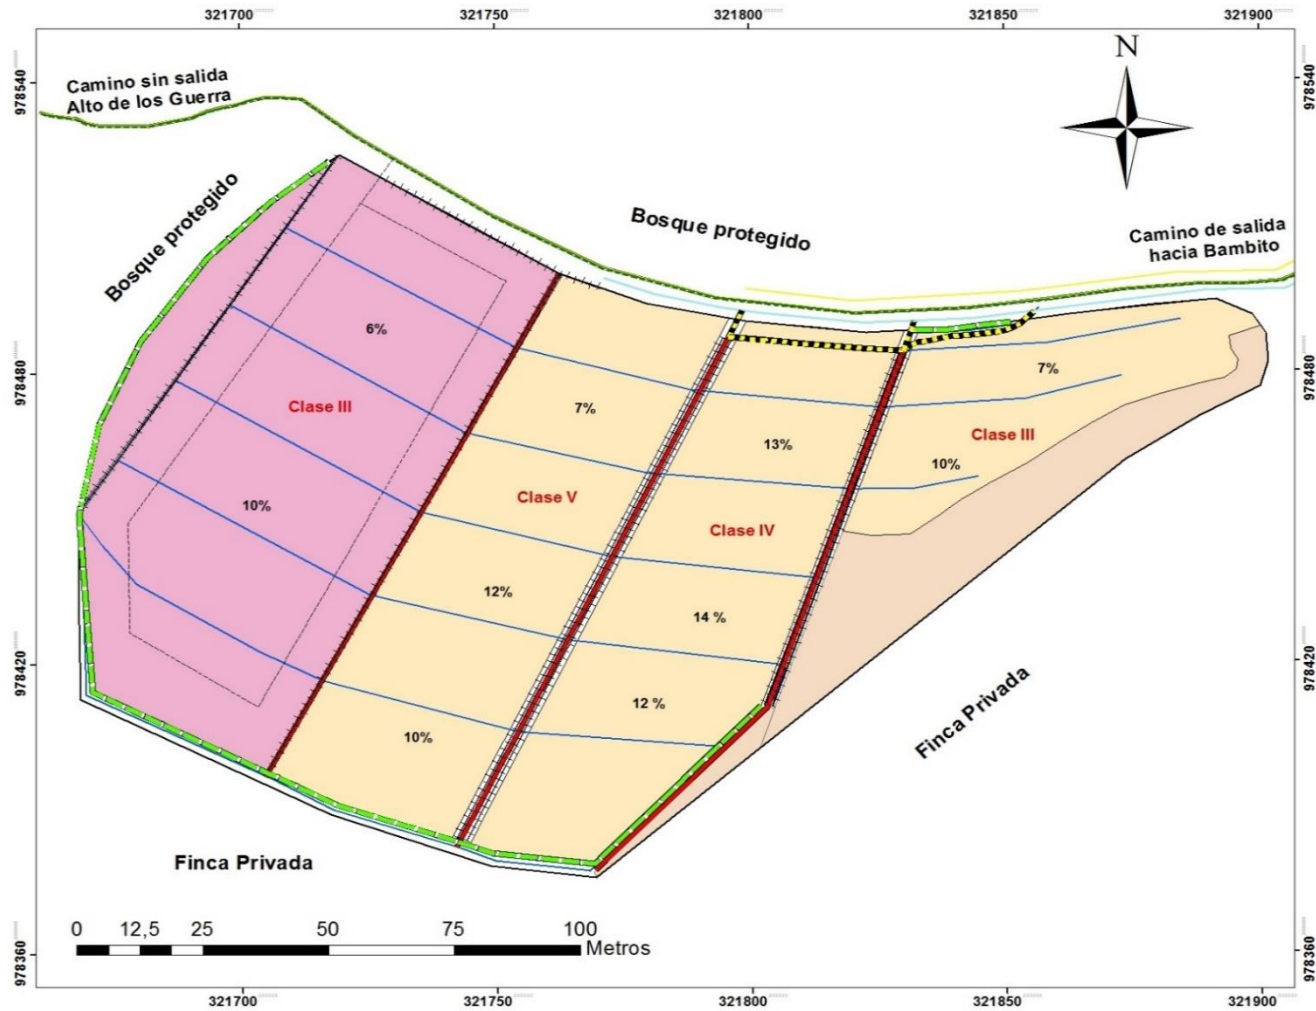 321700 321750 321800 321850 321900
N
978540
978540
Camino sin salida
Alto de los Guerra
Bosque protegido
Bosque protegido
Camino de salida
hacia Bambito
6%
7%
978480
978480
Clase III
7%
13%
Clase III
10%
10%
Clase V
Clase IV
12%
14 %
978420
978420
12 %
10%
Finca Privada
Finca Privada
0 12,5 25 50 75 100
Metros
978360
978360
321700 321750 321800 321850 321900